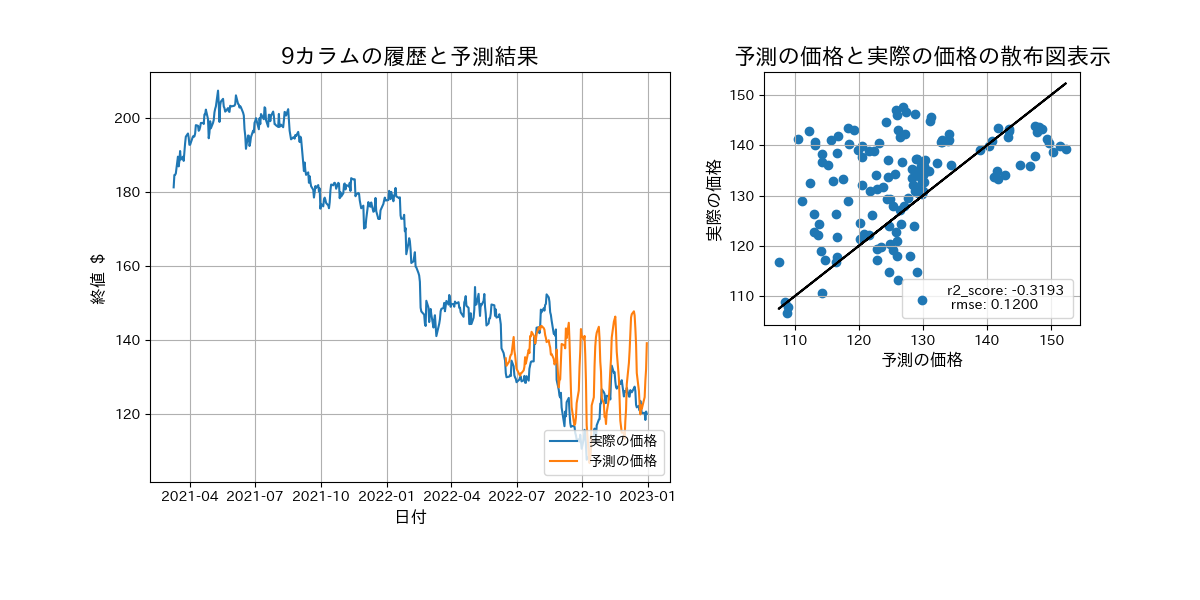 9カラムの履歴と予測結果
終値 $
200
180
160
140
120
2021-04 2021-07 2021-10 2022-01 2022-04 2022-07 2022-10 2023-01
日付
実際の価格
予測の価格
予測の価格と実際の価格の散布図表示
実際の価格
150
140
130
120
110
110 120 130 140 150
予測の価格
r2_score: -0.3193
rmse: 0.1200